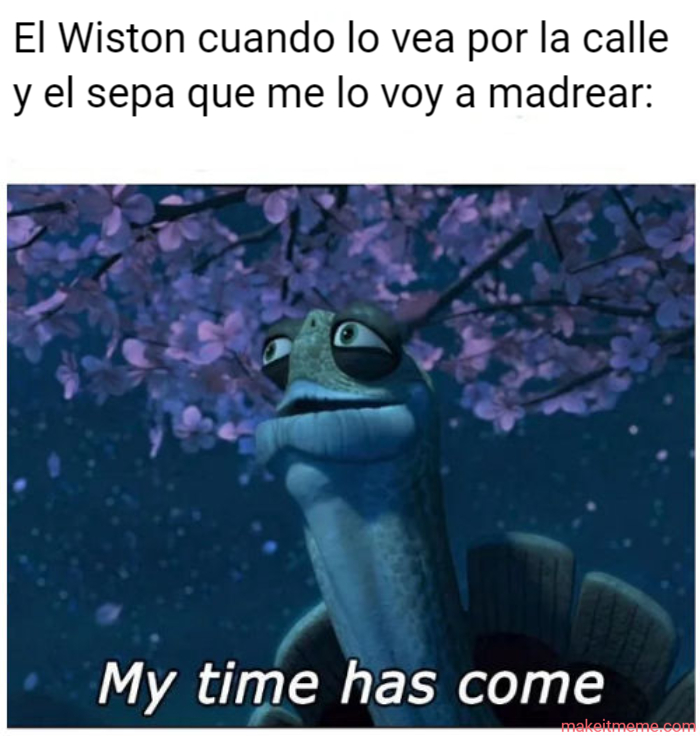 El Wiston cuando lo vea por la calle
y el sepa que me lo voy a madrear:
My time has come
makeitmeme.com